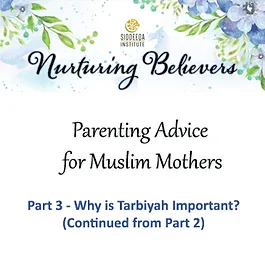 SIDDEEQA
INSTITUTE
Nurturing Believers
Parenting Advice
for Muslim Mothers
Part 3 - Why is Tarbiyah Important?
(Continued from Part 2)